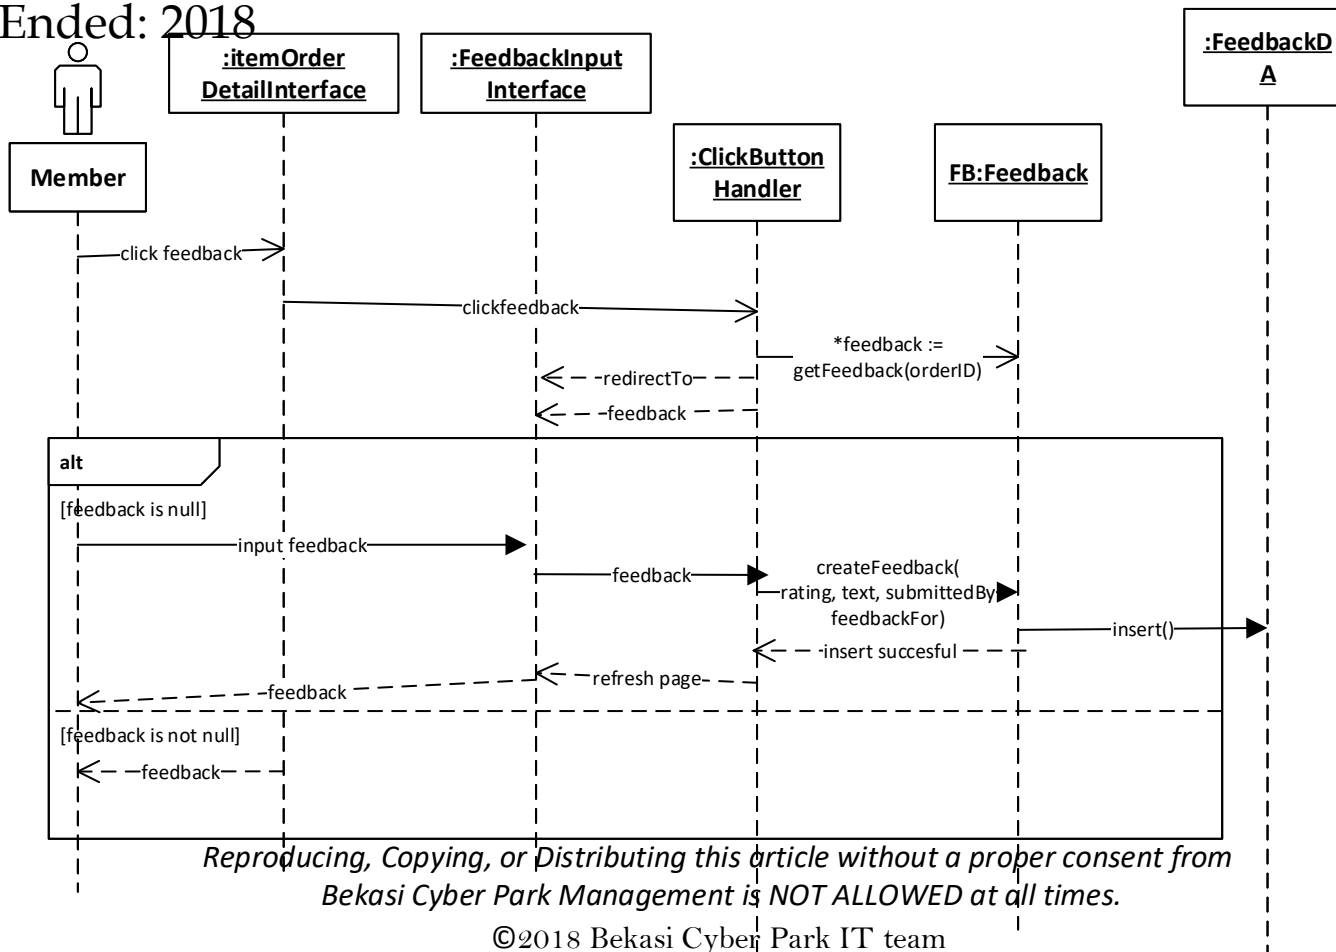 Ended: 2018
:itemOrder
DetailInterface
:FeedbackInput
Interface
:FeedbackD
A
:ClickButton
Handler
FB:Feedback
Member
click feedback
clickfeedback
*feedback :=
getFeedback(orderID)
redirectTo
feedback
alt
[feedback is null]
input feedback
feedback
createFeedback(
rating, text, submittedBy
feedbackFor)
insert()
insert succesful
refresh page
feedback
[feedback is not null]
feedback
Reproducing, Copying, or Distributing this article without a proper consent from
Bekasi Cyber Park Management is NOT ALLOWED at all times.
©2018 Bekasi Cyber Park IT team